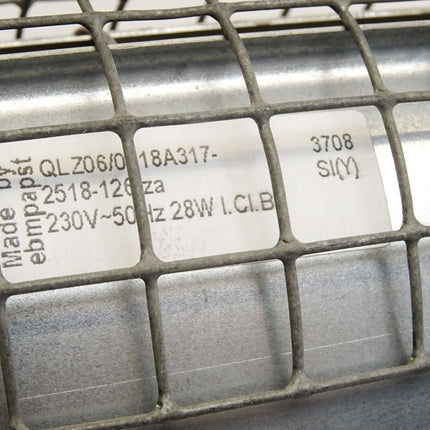 Made by
ebmpapst
QLZ06/0 18A317-
2518-126 za
230V~50Hz 28W I.Cl.B
3708
SI(Y)